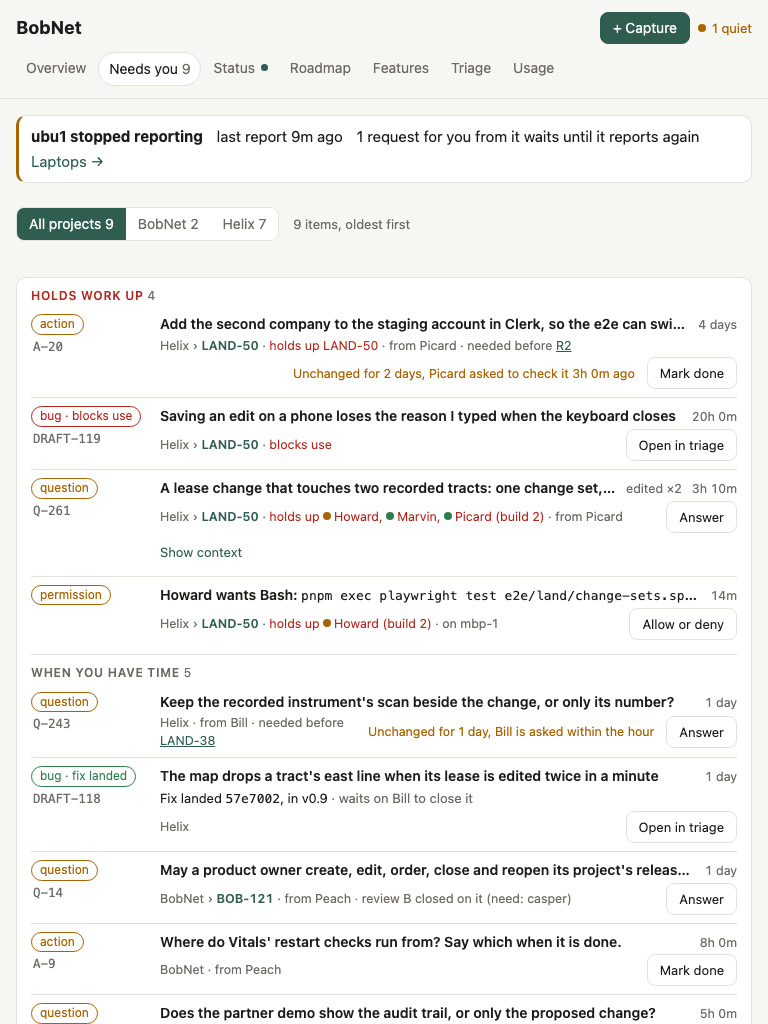 BobNet
+ Capture
1 quiet
Overview
Needs you 9
Status
Roadmap
Features
Triage
Usage
ubu1 stopped reporting last report 9m ago 1 request for you from it waits until it reports again
Laptops →
All projects 9
BobNet 2
Helix 7
9 items, oldest first
HOLDS WORK UP 4
action
Add the second company to the staging account in Clerk, so the e2e can swi...
4 days
A-20
Helix › LAND-50 · holds up LAND-50 · from Picard · needed before R2
Unchanged for 2 days, Picard asked to check it 3h 0m ago
Mark done
bug · blocks use
Saving an edit on a phone loses the reason I typed when the keyboard closes
20h 0m
DRAFT-119
Helix › LAND-50 · blocks use
Open in triage
question
A lease change that touches two recorded tracts: one change set,...
edited ×2
3h 10m
Q-261
Helix › LAND-50 · holds up Howard, Marvin, Picard (build 2) · from Picard
Answer
Show context
permission
Howard wants Bash: pnpm exec playwright test e2e/land/change-sets.sp...
14m
Helix › LAND-50 · holds up Howard (build 2) · on mbp-1
Allow or deny
WHEN YOU HAVE TIME 5
question
Keep the recorded instrument's scan beside the change, or only its number?
1 day
Q-243
Helix · from Bill · needed before
LAND-38
Unchanged for 1 day, Bill is asked within the hour
Answer
bug · fix landed
The map drops a tract's east line when its lease is edited twice in a minute
1 day
DRAFT-118
Fix landed 57e7002, in v0.9 · waits on Bill to close it
Helix
Open in triage
question
May a product owner create, edit, order, close and reopen its project's releas...
1 day
Q-14
BobNet › BOB-121 · from Peach · review B closed on it (need: casper)
Answer
action
Where do Vitals' restart checks run from? Say which when it is done.
8h 0m
A-9
BobNet · from Peach
Mark done
question
Does the partner demo show the audit trail, or only the proposed change?
5h 0m